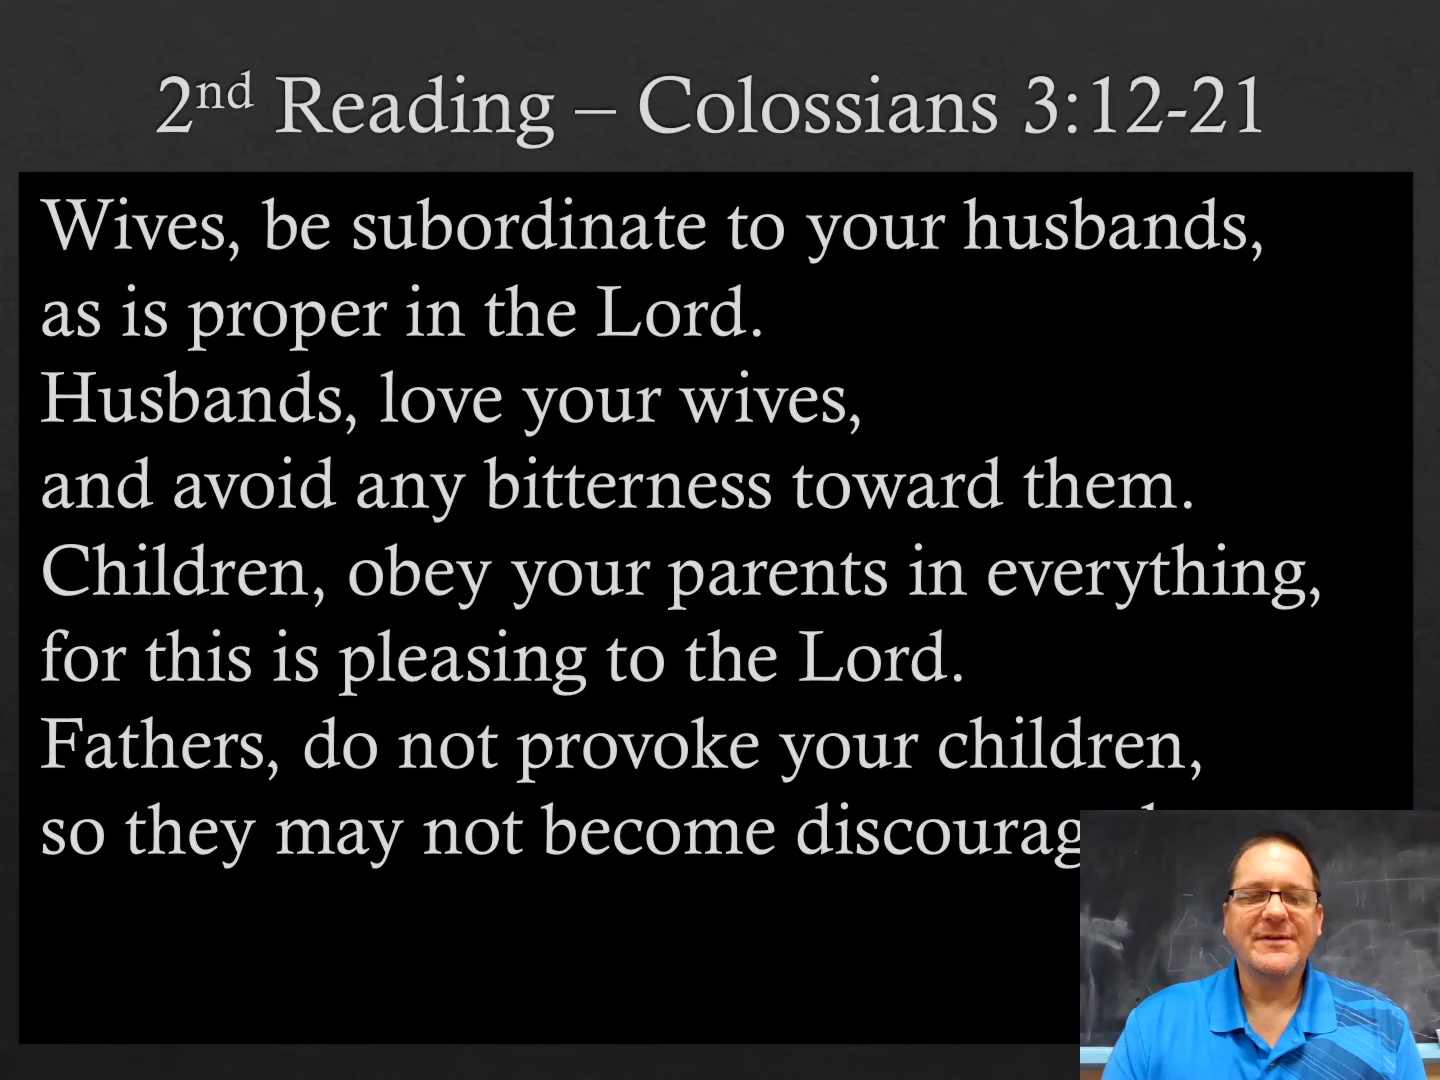 2nd Reading – Colossians 3:12-21
Wives, be subordinate to your husbands,
as is proper in the Lord.
Husbands, love your wives,
and avoid any bitterness toward them.
Children, obey your parents in everything,
for this is pleasing to the Lord.
Fathers, do not provoke your children,
so they may not become